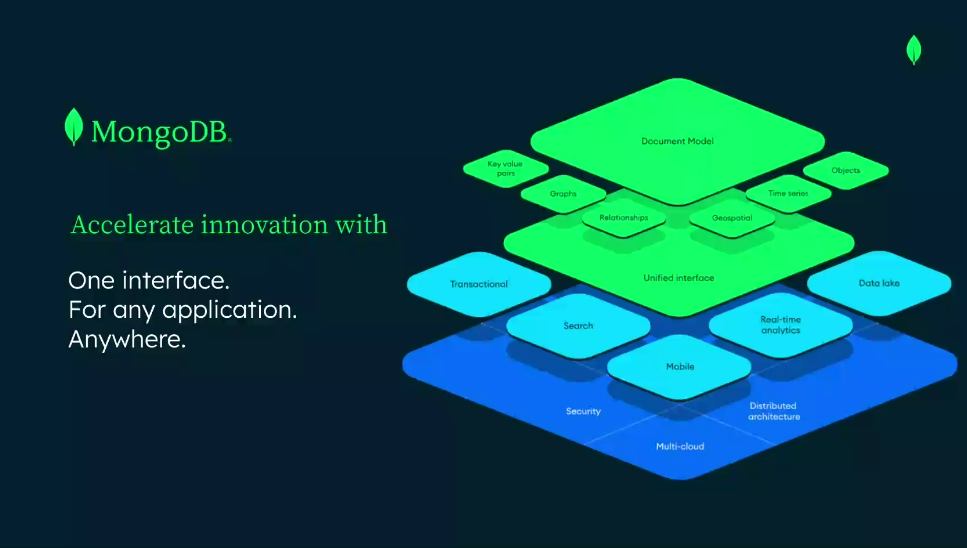 MongoDB.
Accelerate innovation with
One interface.
For any application.
Anywhere.
Document Model
Key value
pairs
Objects
Graphs
Time series
Relationships
Geospatial
Unified interface
Transactional
Data lake
Search
Real-time
analytics
Mobile
Security
Distributed
architecture
Multi-cloud